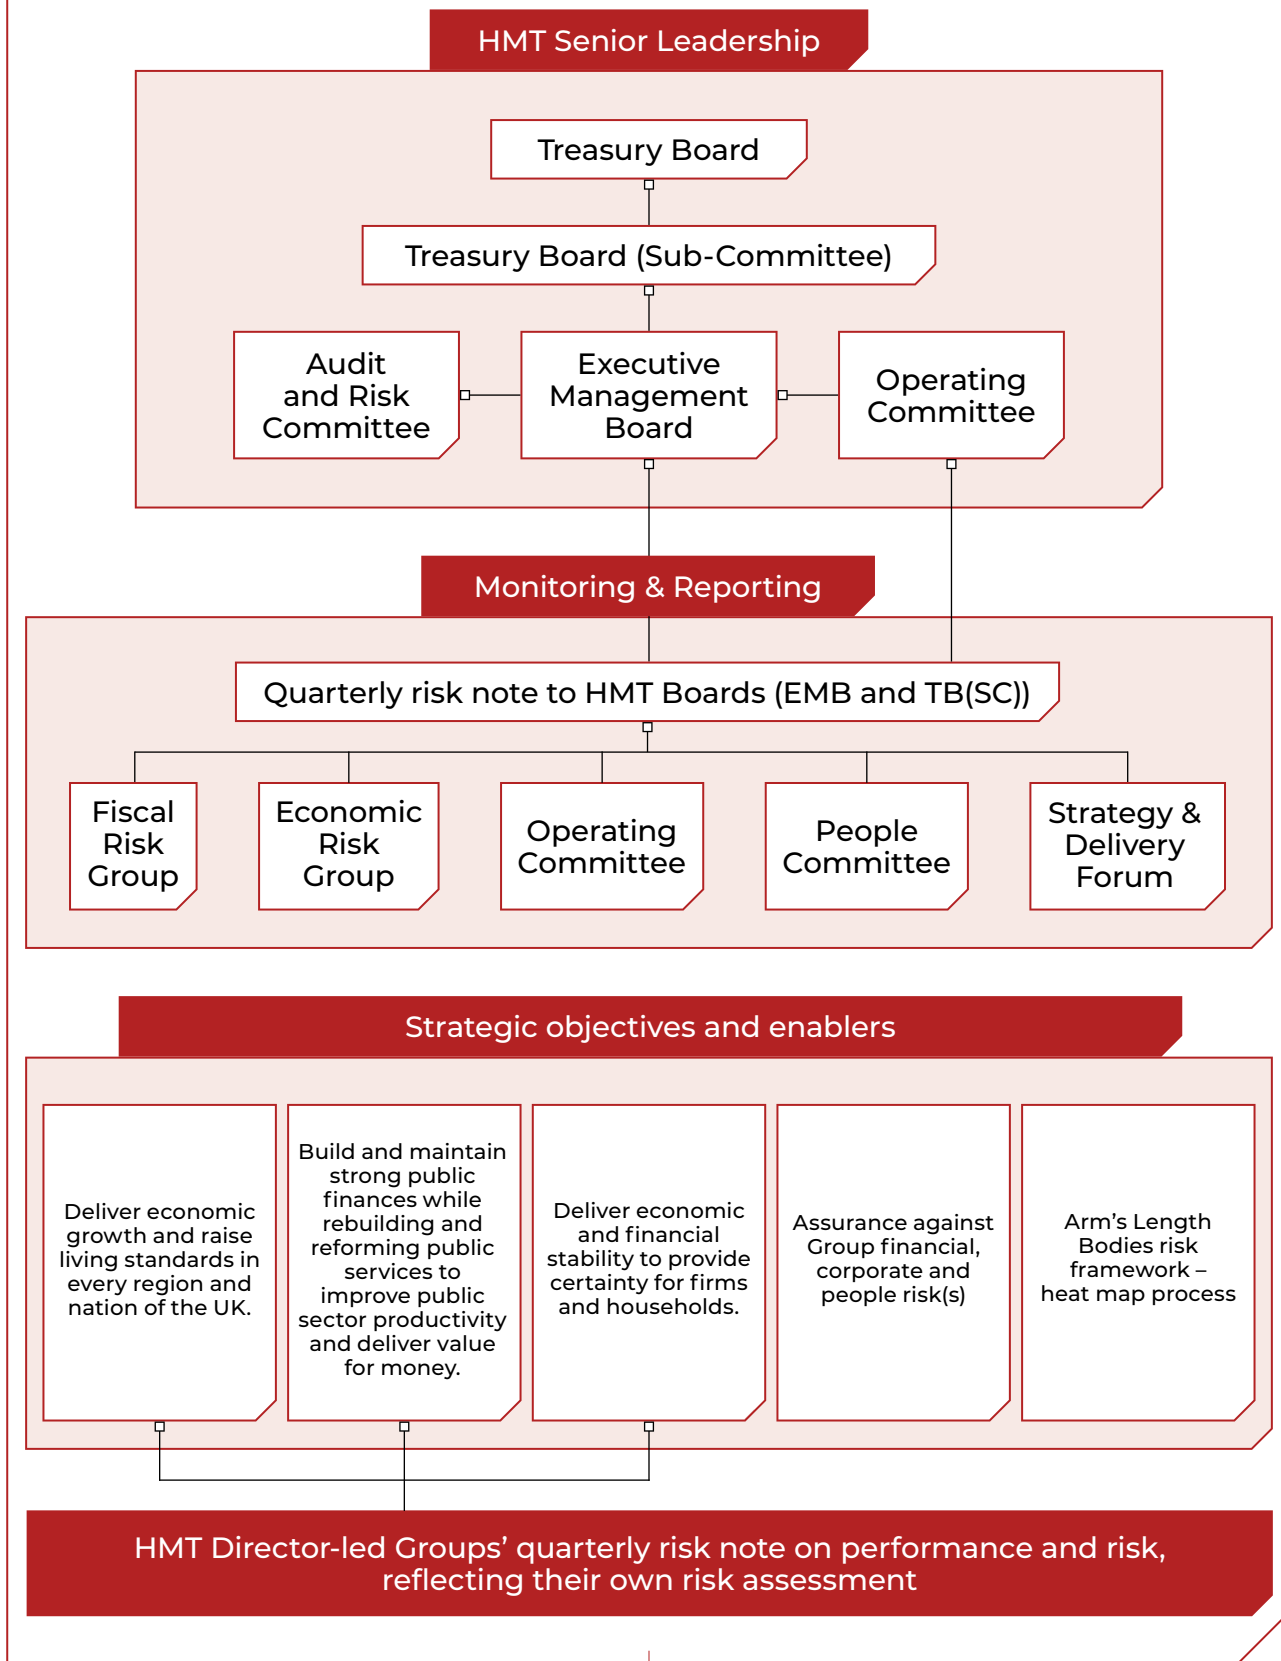 HMT Senior Leadership
Treasury Board
Treasury Board (Sub-Committee)
Audit
and Risk
Committee
Executive
Management
Board
Operating
Committee
Monitoring & Reporting
Quarterly risk note to HMT Boards (EMB and TB(SC))
Fiscal
Risk
Group
Economic
Risk
Group
Operating
Committee
People
Committee
Strategy &
Delivery
Forum
Strategic objectives and enablers
Deliver economic
growth and raise
living standards in
every region and
nation of the UK.
Build and maintain
strong public
finances while
rebuilding and
reforming public
services to
improve public
sector productivity
and deliver value
for money.
Deliver economic
and financial
stability to provide
certainty for firms
and households.
Assurance against
Group financial,
corporate and
people risk(s)
Arm’s Length
Bodies risk
framework –
heat map process
HMT Director-led Groups’ quarterly risk note on performance and risk,
reflecting their own risk assessment